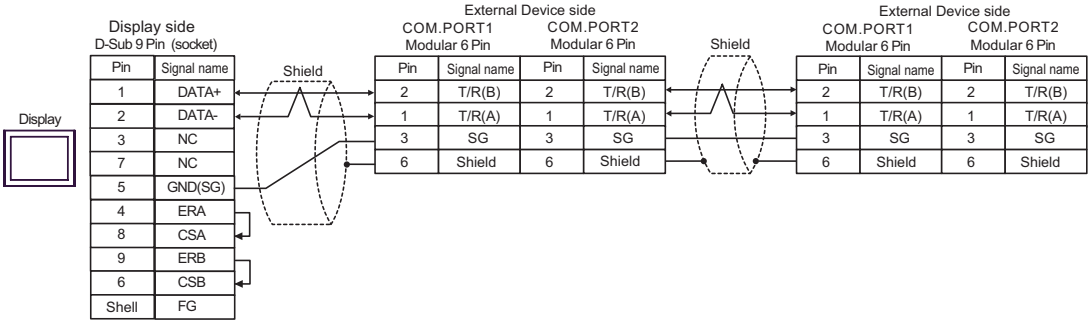 External Device side
External Device side
Display side
COM.PORT1 COM.PORT2
COM.PORT1 COM.PORT2
D-Sub 9 Pin (socket)
Modular 6 Pin Modular 6 Pin
Shield
Modular 6 Pin Modular 6 Pin
Display
Pin Signal name
1 DATA+
2 DATA-
3 NC
7 NC
5 GND(SG)
4 ERA
8 CSA
9 ERB
6 CSB
Shell FG
Shield
Pin Signal name Pin Signal name
2 T/R(B) 2 T/R(B)
1 T/R(A) 1 T/R(A)
3 SG 3 SG
6 Shield 6 Shield
Pin Signal name Pin Signal name
2 T/R(B) 2 T/R(B)
1 T/R(A) 1 T/R(A)
3 SG 3 SG
6 Shield 6 Shield